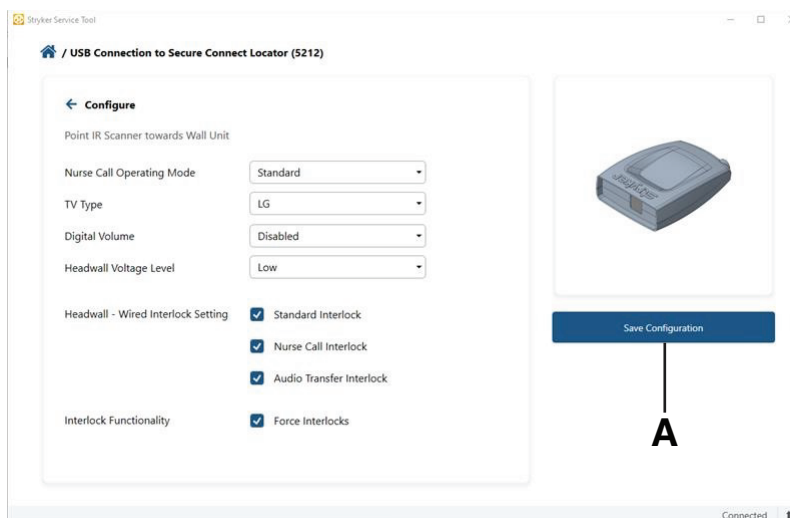 Stryker Service Tool
/ USB Connection to Secure Connect Locator (5212)
← Configure
Point IR Scanner towards Wall Unit
Nurse Call Operating Mode Standard
TV Type LG
Digital Volume Disabled
Headwall Voltage Level Low
Headwall - Wired Interlock Setting Standard Interlock
Nurse Call Interlock
Audio Transfer Interlock
Interlock Functionality Force Interlocks
stryker
Save Configuration
A
Connected